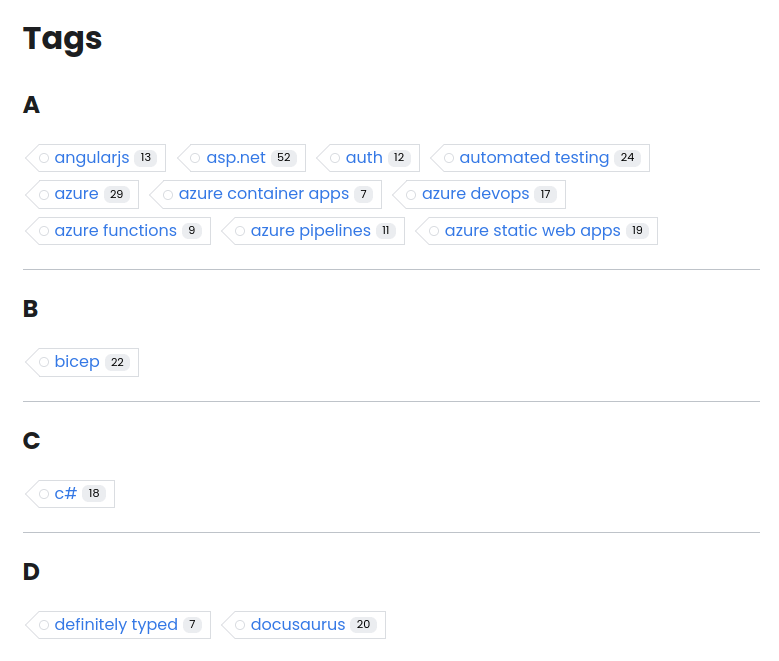 Tags
A
angularjs 13 asp.net 52 auth 12 automated testing 24
azure 29 azure container apps 7 azure devops 17
azure functions 9 azure pipelines 11 azure static web apps 19
B
bicep 22
C
c# 18
D
definitely typed 7 docusaurus 20